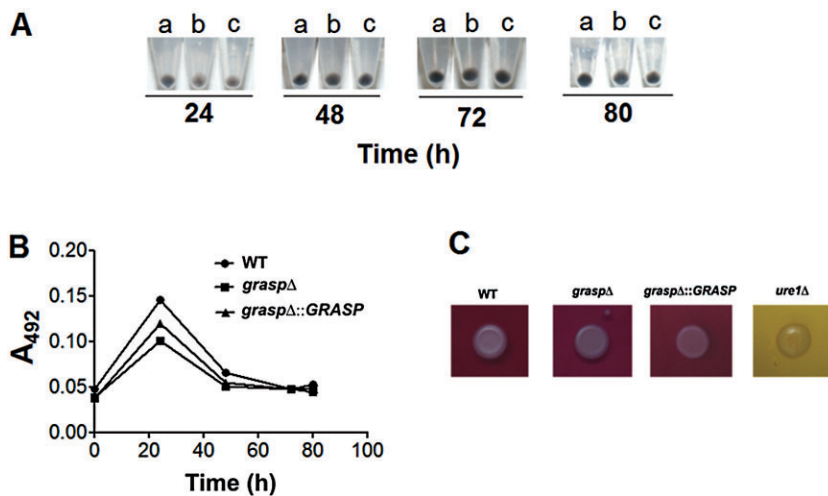 A
a b c a b c a b c a b c
24 48 72 80
Time (h)
B
0.20
0.15
0.10
0.05
0.00
A492
0 20 40 60 80 100
Time (h)
WT
graspΔ
graspΔ::GRASP
C
WT graspΔ graspΔ::GRASP ure1Δ